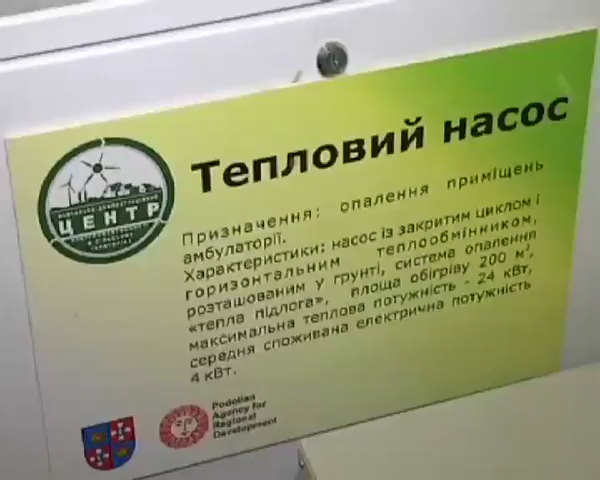 Тепловий насос
Призначення: опалення приміщень
амбулаторії.
Характеристики: насос із закритим циклом і
горизонтальним теплообмінником,
розташованим у грунті, система опалення
«тепла підлога», площа обігріву 200 м²,
максимальна теплова потужність - 24 кВт,
середня споживана електрична потужність
4 кВт.
ЦЕНТР
Podolian
Agency for
Regional
Development